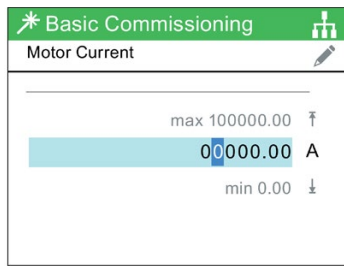 Basic Commissioning
Motor Current
max 100000.00
00000.00 A
min 0.00